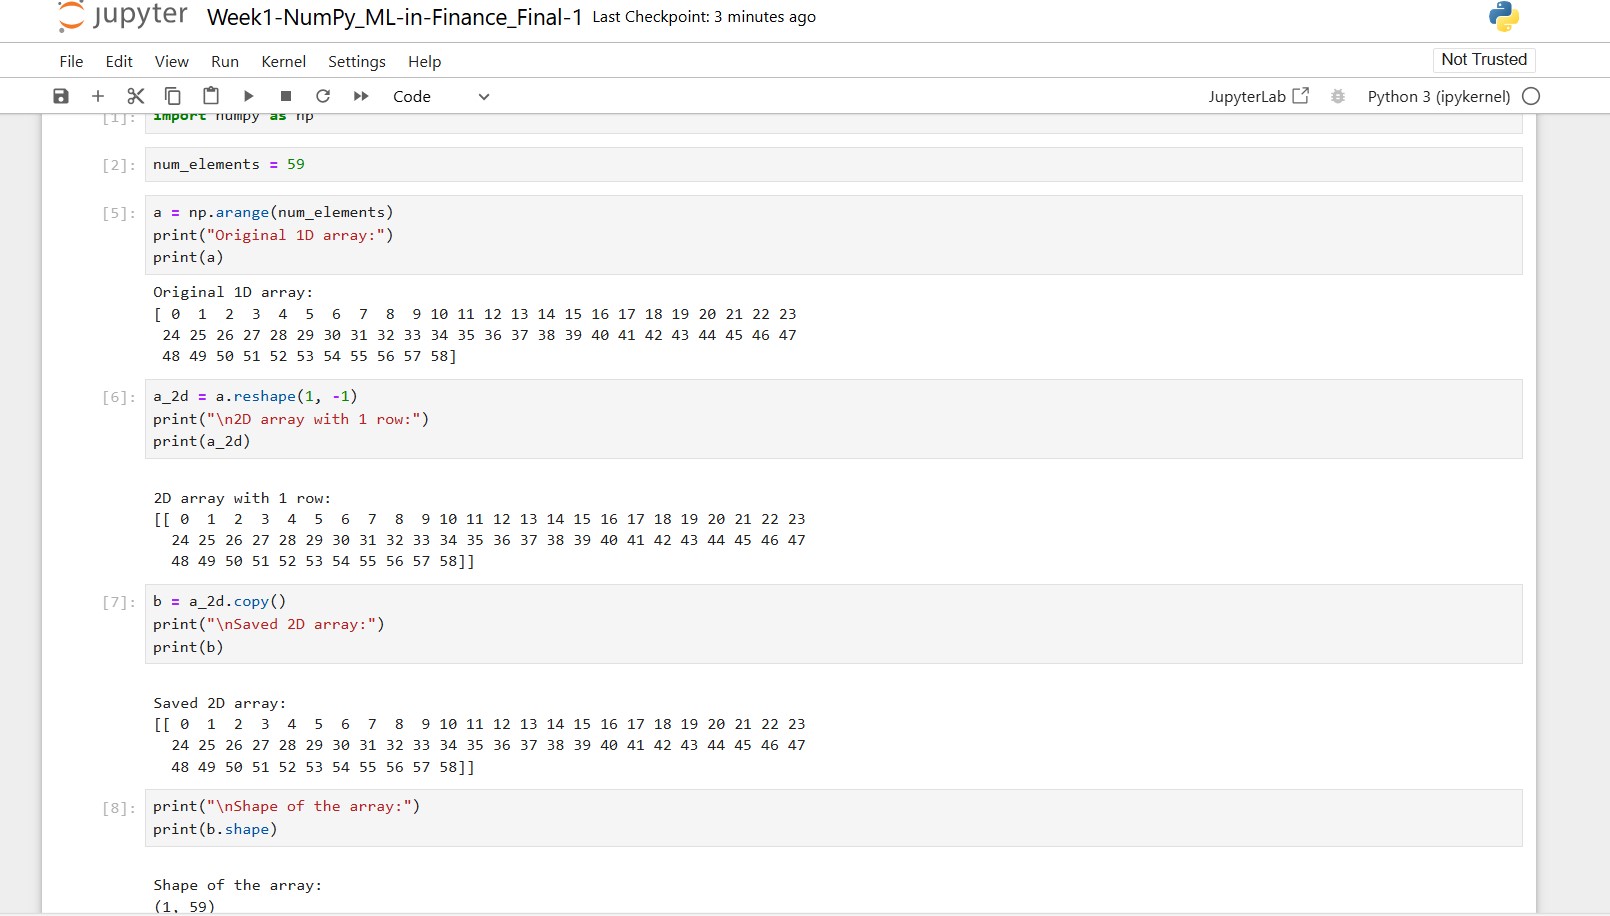 jupyter Week1-NumPy_ML-in-Finance_Final-1 Last Checkpoint: 3 minutes ago
File Edit View Run Kernel Settings Help Not Trusted
Code JupyterLab Python 3 (ipykernel)
[1]: import numpy as np
[2]: num_elements = 59
[5]: a = np.arange(num_elements)
print("Original 1D array:")
print(a)
Original 1D array:
[ 0  1  2  3  4  5  6  7  8  9 10 11 12 13 14 15 16 17 18 19 20 21 22 23
 24 25 26 27 28 29 30 31 32 33 34 35 36 37 38 39 40 41 42 43 44 45 46 47
 48 49 50 51 52 53 54 55 56 57 58]
[6]: a_2d = a.reshape(1, -1)
print("\n2D array with 1 row:")
print(a_2d)
2D array with 1 row:
[[ 0  1  2  3  4  5  6  7  8  9 10 11 12 13 14 15 16 17 18 19 20 21 22 23
  24 25 26 27 28 29 30 31 32 33 34 35 36 37 38 39 40 41 42 43 44 45 46 47
  48 49 50 51 52 53 54 55 56 57 58]]
[7]: b = a_2d.copy()
print("\nSaved 2D array:")
print(b)
Saved 2D array:
[[ 0  1  2  3  4  5  6  7  8  9 10 11 12 13 14 15 16 17 18 19 20 21 22 23
  24 25 26 27 28 29 30 31 32 33 34 35 36 37 38 39 40 41 42 43 44 45 46 47
  48 49 50 51 52 53 54 55 56 57 58]]
[8]: print("\nShape of the array:")
print(b.shape)
Shape of the array:
(1, 59)